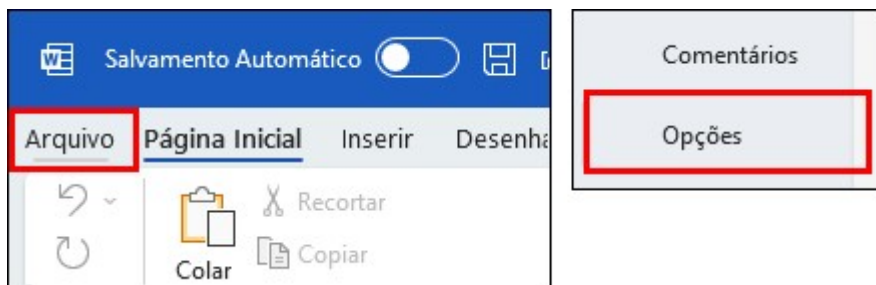 Salvamento Automático
Arquivo Página Inicial Inserir Desenha
Recortar
Copiar
Colar
Comentários
Opções